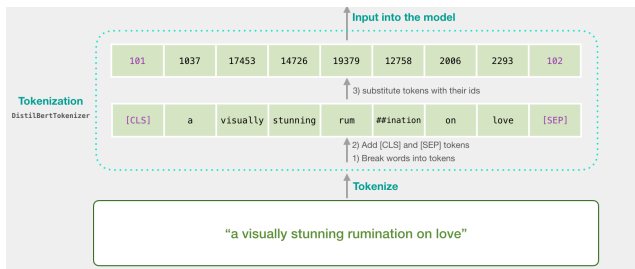 Input into the model
101 1037 17453 14726 19379 12758 2006 2293 102
3) substitute tokens with their ids
Tokenization
DistilBertTokenizer
[CLS] a visually stunning rum ##ination on love [SEP]
2) Add [CLS] and [SEP] tokens
1) Break words into tokens
Tokenize
“a visually stunning rumination on love”